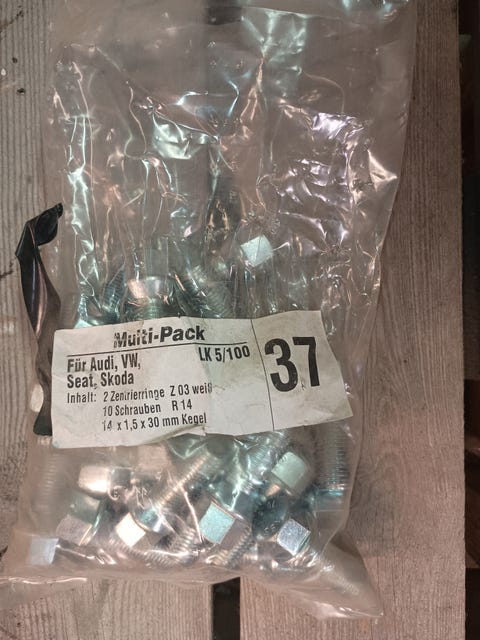 Multi-Pack
LK 5/100
Für Audi, VW,
Seat, Skoda
Inhalt: 2 Zentrierringe Z 03 weiß
10 Schrauben R 14
14 x 1,5 x 30 mm Kegel
37